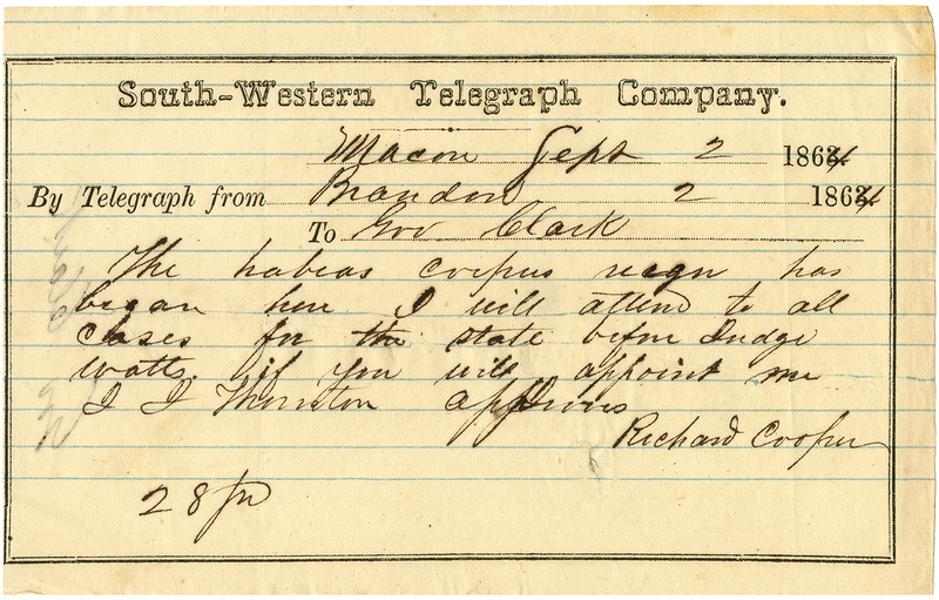 South-Western Telegraph Company.
Macon Sept 2 1864
By Telegraph from Brandon 2 1864
To Gov Clark
The habeas corpus reign has
began here I will attend to all
cases for the state before Judge
watts. if you will appoint me
J J Thornton approves
Richard Cooper
28